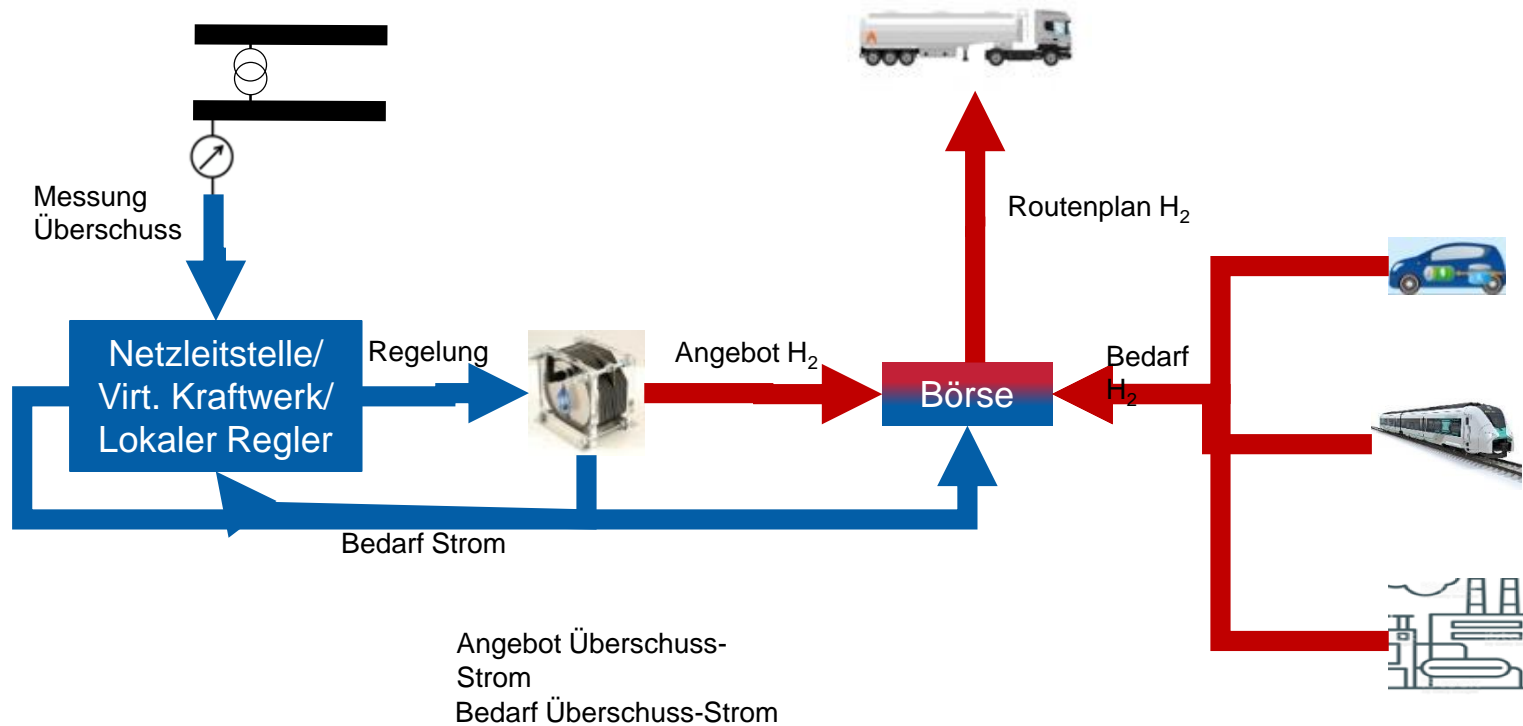 Messung
Überschuss
Routenplan H₂
Netzleitstelle/
Virt. Kraftwerk/
Lokaler Regler
Regelung
Angebot H₂
Börse
Bedarf
H₂
Bedarf Strom
Angebot Überschuss-
Strom
Bedarf Überschuss-Strom